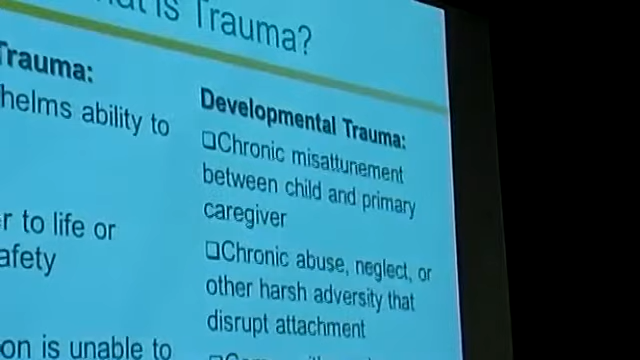 is Trauma?
Trauma:
helms ability to
r to life or
afety
on is unable to
Developmental Trauma:
❑Chronic misattunement
between child and primary
caregiver
❑Chronic abuse, neglect, or
other harsh adversity that
disrupt attachment